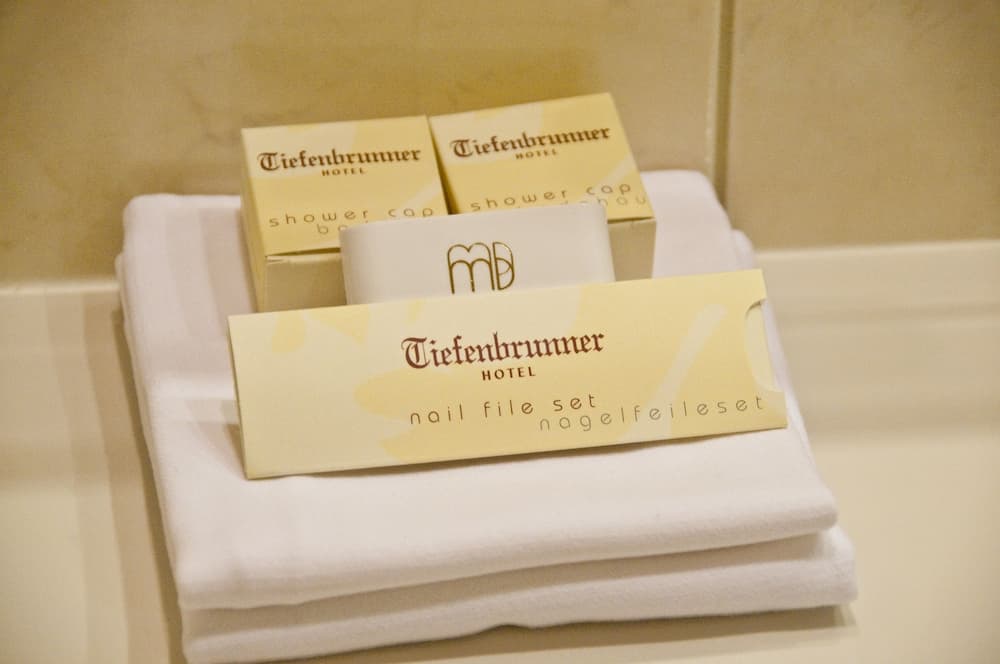 Tiefenbrunner
HOTEL
shower cap
Tiefenbrunner
HOTEL
shower cap
Tiefenbrunner
HOTEL
nail file set
nagelfeileset